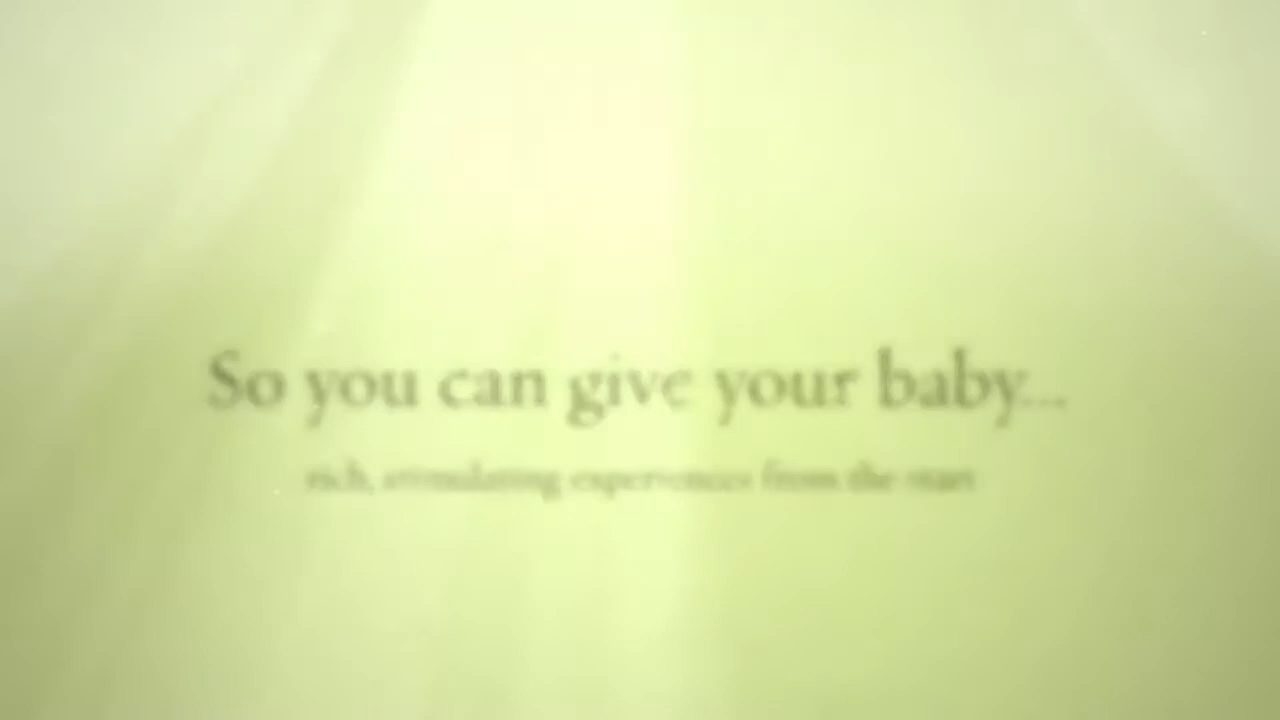 So you can give your baby...
rich, stimulating experiences from the start